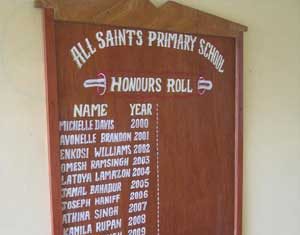 ALL SAINTS PRIMARY SCHOOL
HONOURS ROLL
NAME YEAR
MICHELLE DAVIS 2000
AVONELLE BRANDON 2001
ENKOSI WILLIAMS 2002
OMESH RAMSINGH 2003
LATOYA LAMAZON 2004
JAMAL BAHADUR 2005
JOSEPH HANIFF 2006
ATHINA SINGH 2007
KAMILA RUPAN 2008
2009